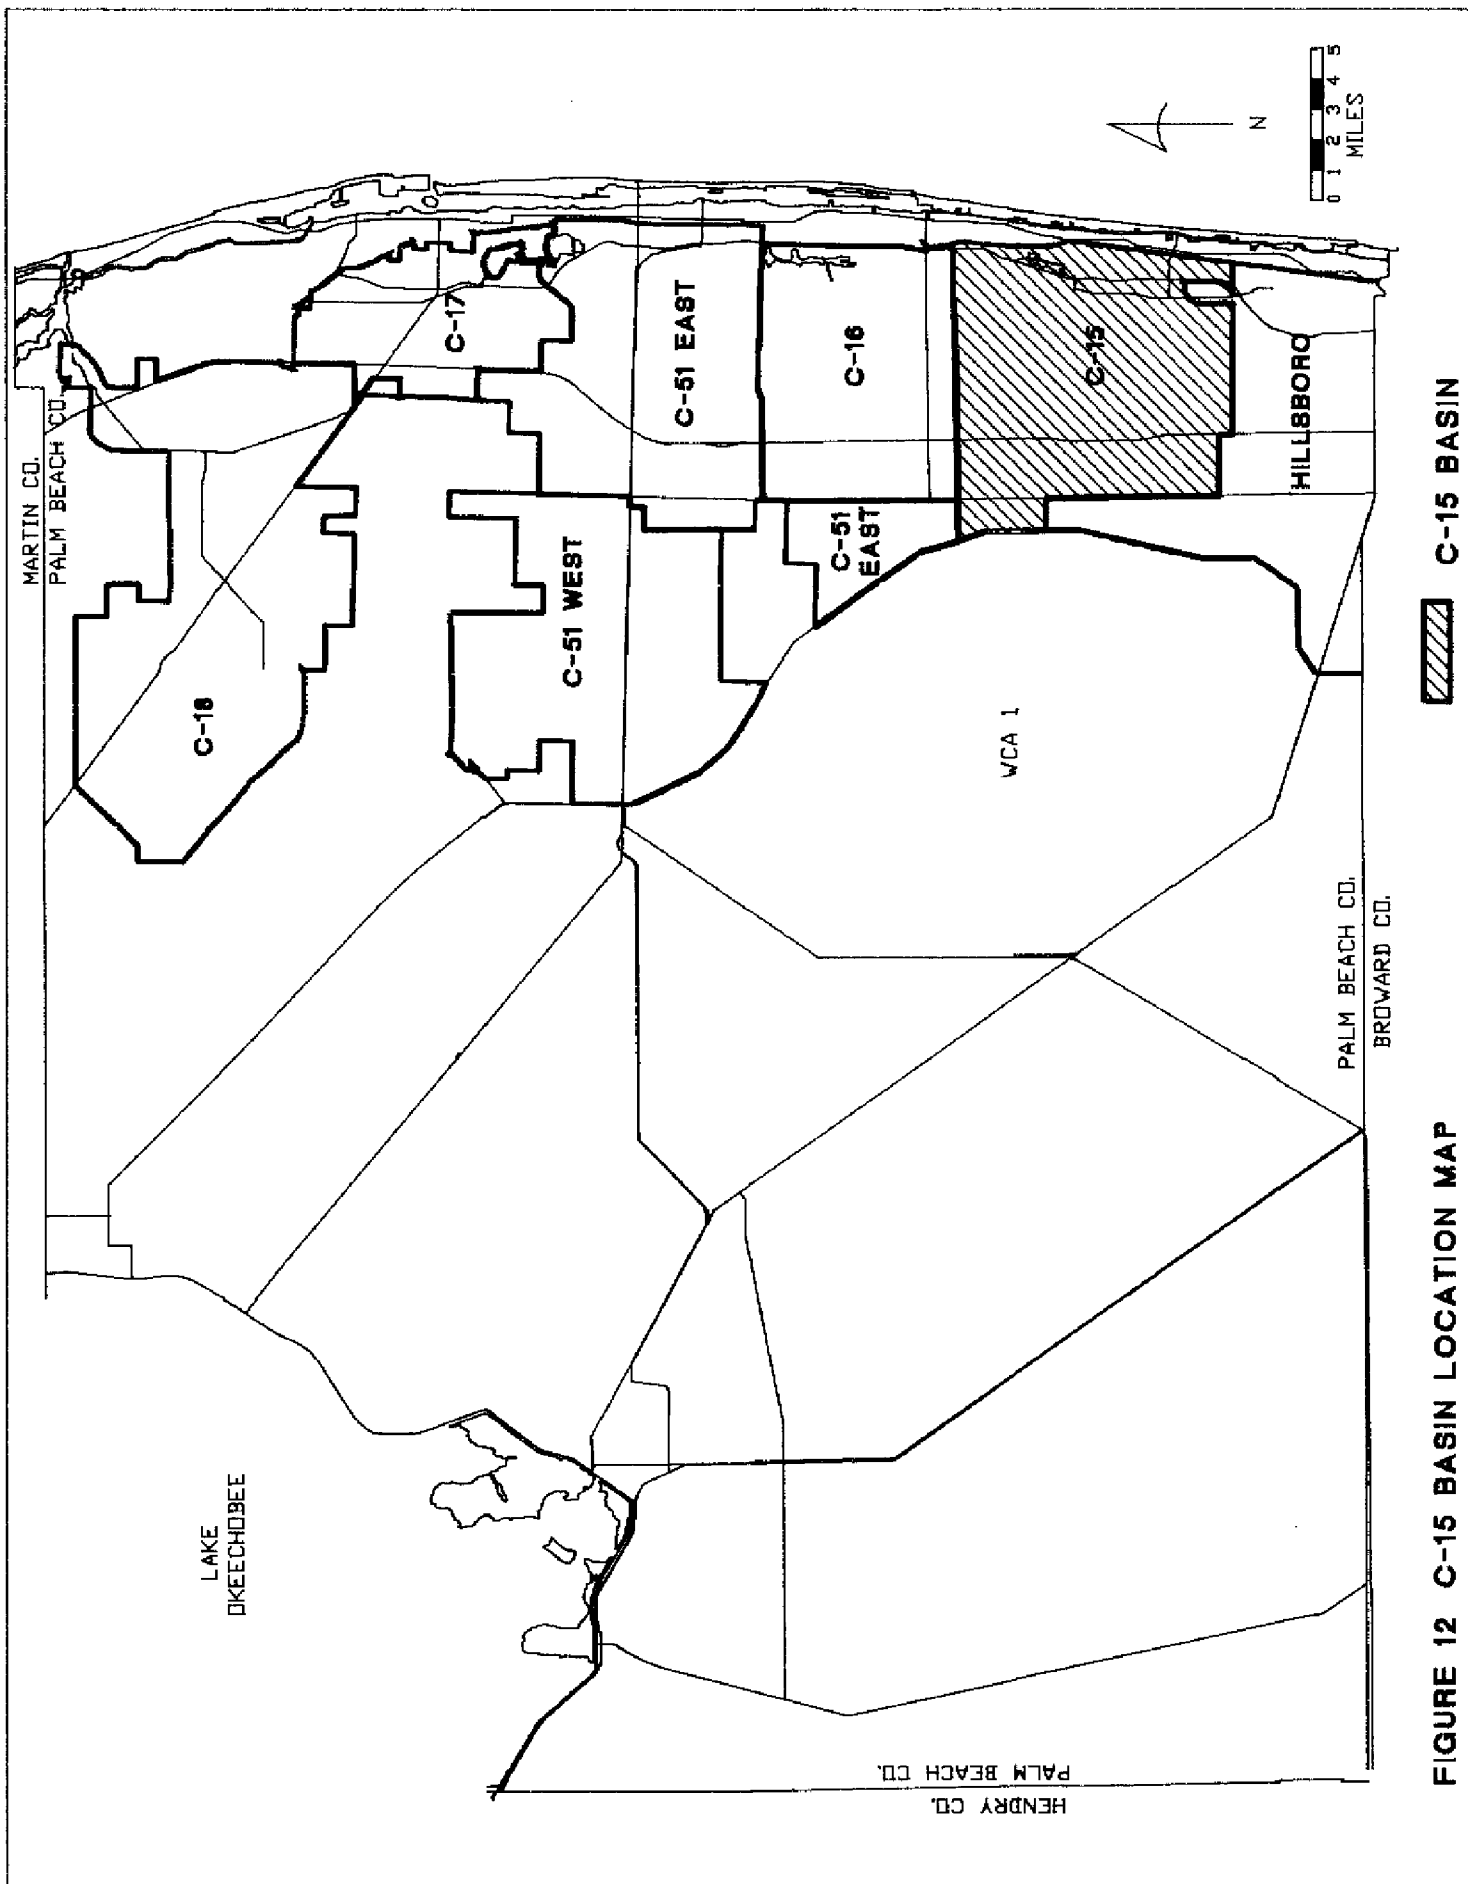 MARTIN CO.
PALM BEACH CO.
LAKE
OKEECHOBEE
C-18
C-17
C-51 WEST
C-51 EAST
C-16
C-51
EAST
C-15
WCA 1
HILLSBORO
HENDRY CO.
PALM BEACH CO.
PALM BEACH CO.
BROWARD CO.
N
0 1 2 3 4 5
MILES
FIGURE 12 C-15 BASIN LOCATION MAP
C-15 BASIN